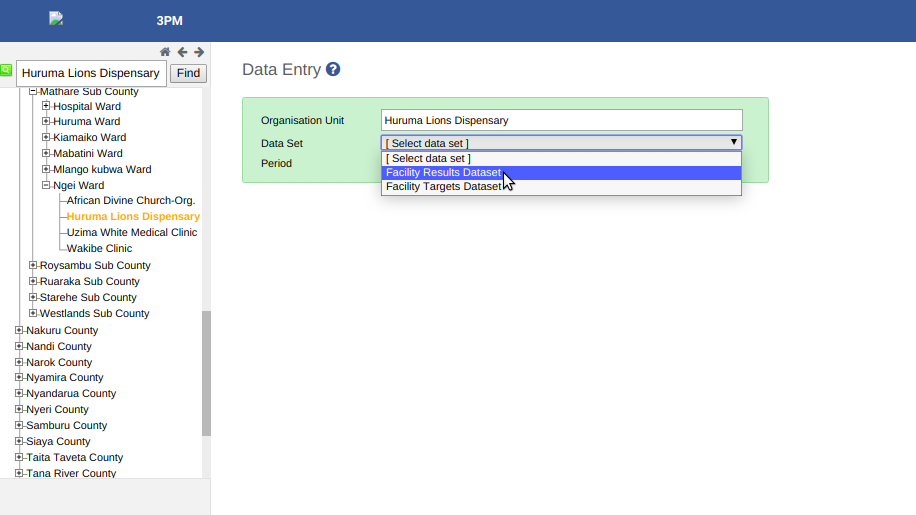 3PM
Huruma Lions Dispensary
Find
Mathare Sub County
Hospital Ward
Huruma Ward
Kiamaiko Ward
Mabatini Ward
Mlango kubwa Ward
Ngei Ward
African Divine Church-Org.
Huruma Lions Dispensary
Uzima White Medical Clinic
Wakibe Clinic
Roysambu Sub County
Ruaraka Sub County
Starehe Sub County
Westlands Sub County
Nakuru County
Nandi County
Narok County
Nyamira County
Nyandarua County
Nyeri County
Samburu County
Siaya County
Taita Taveta County
Tana River County
Data Entry ?
Organisation Unit
Huruma Lions Dispensary
Data Set
[ Select data set ]
Period
[ Select data set ]
Facility Results Dataset
Facility Targets Dataset